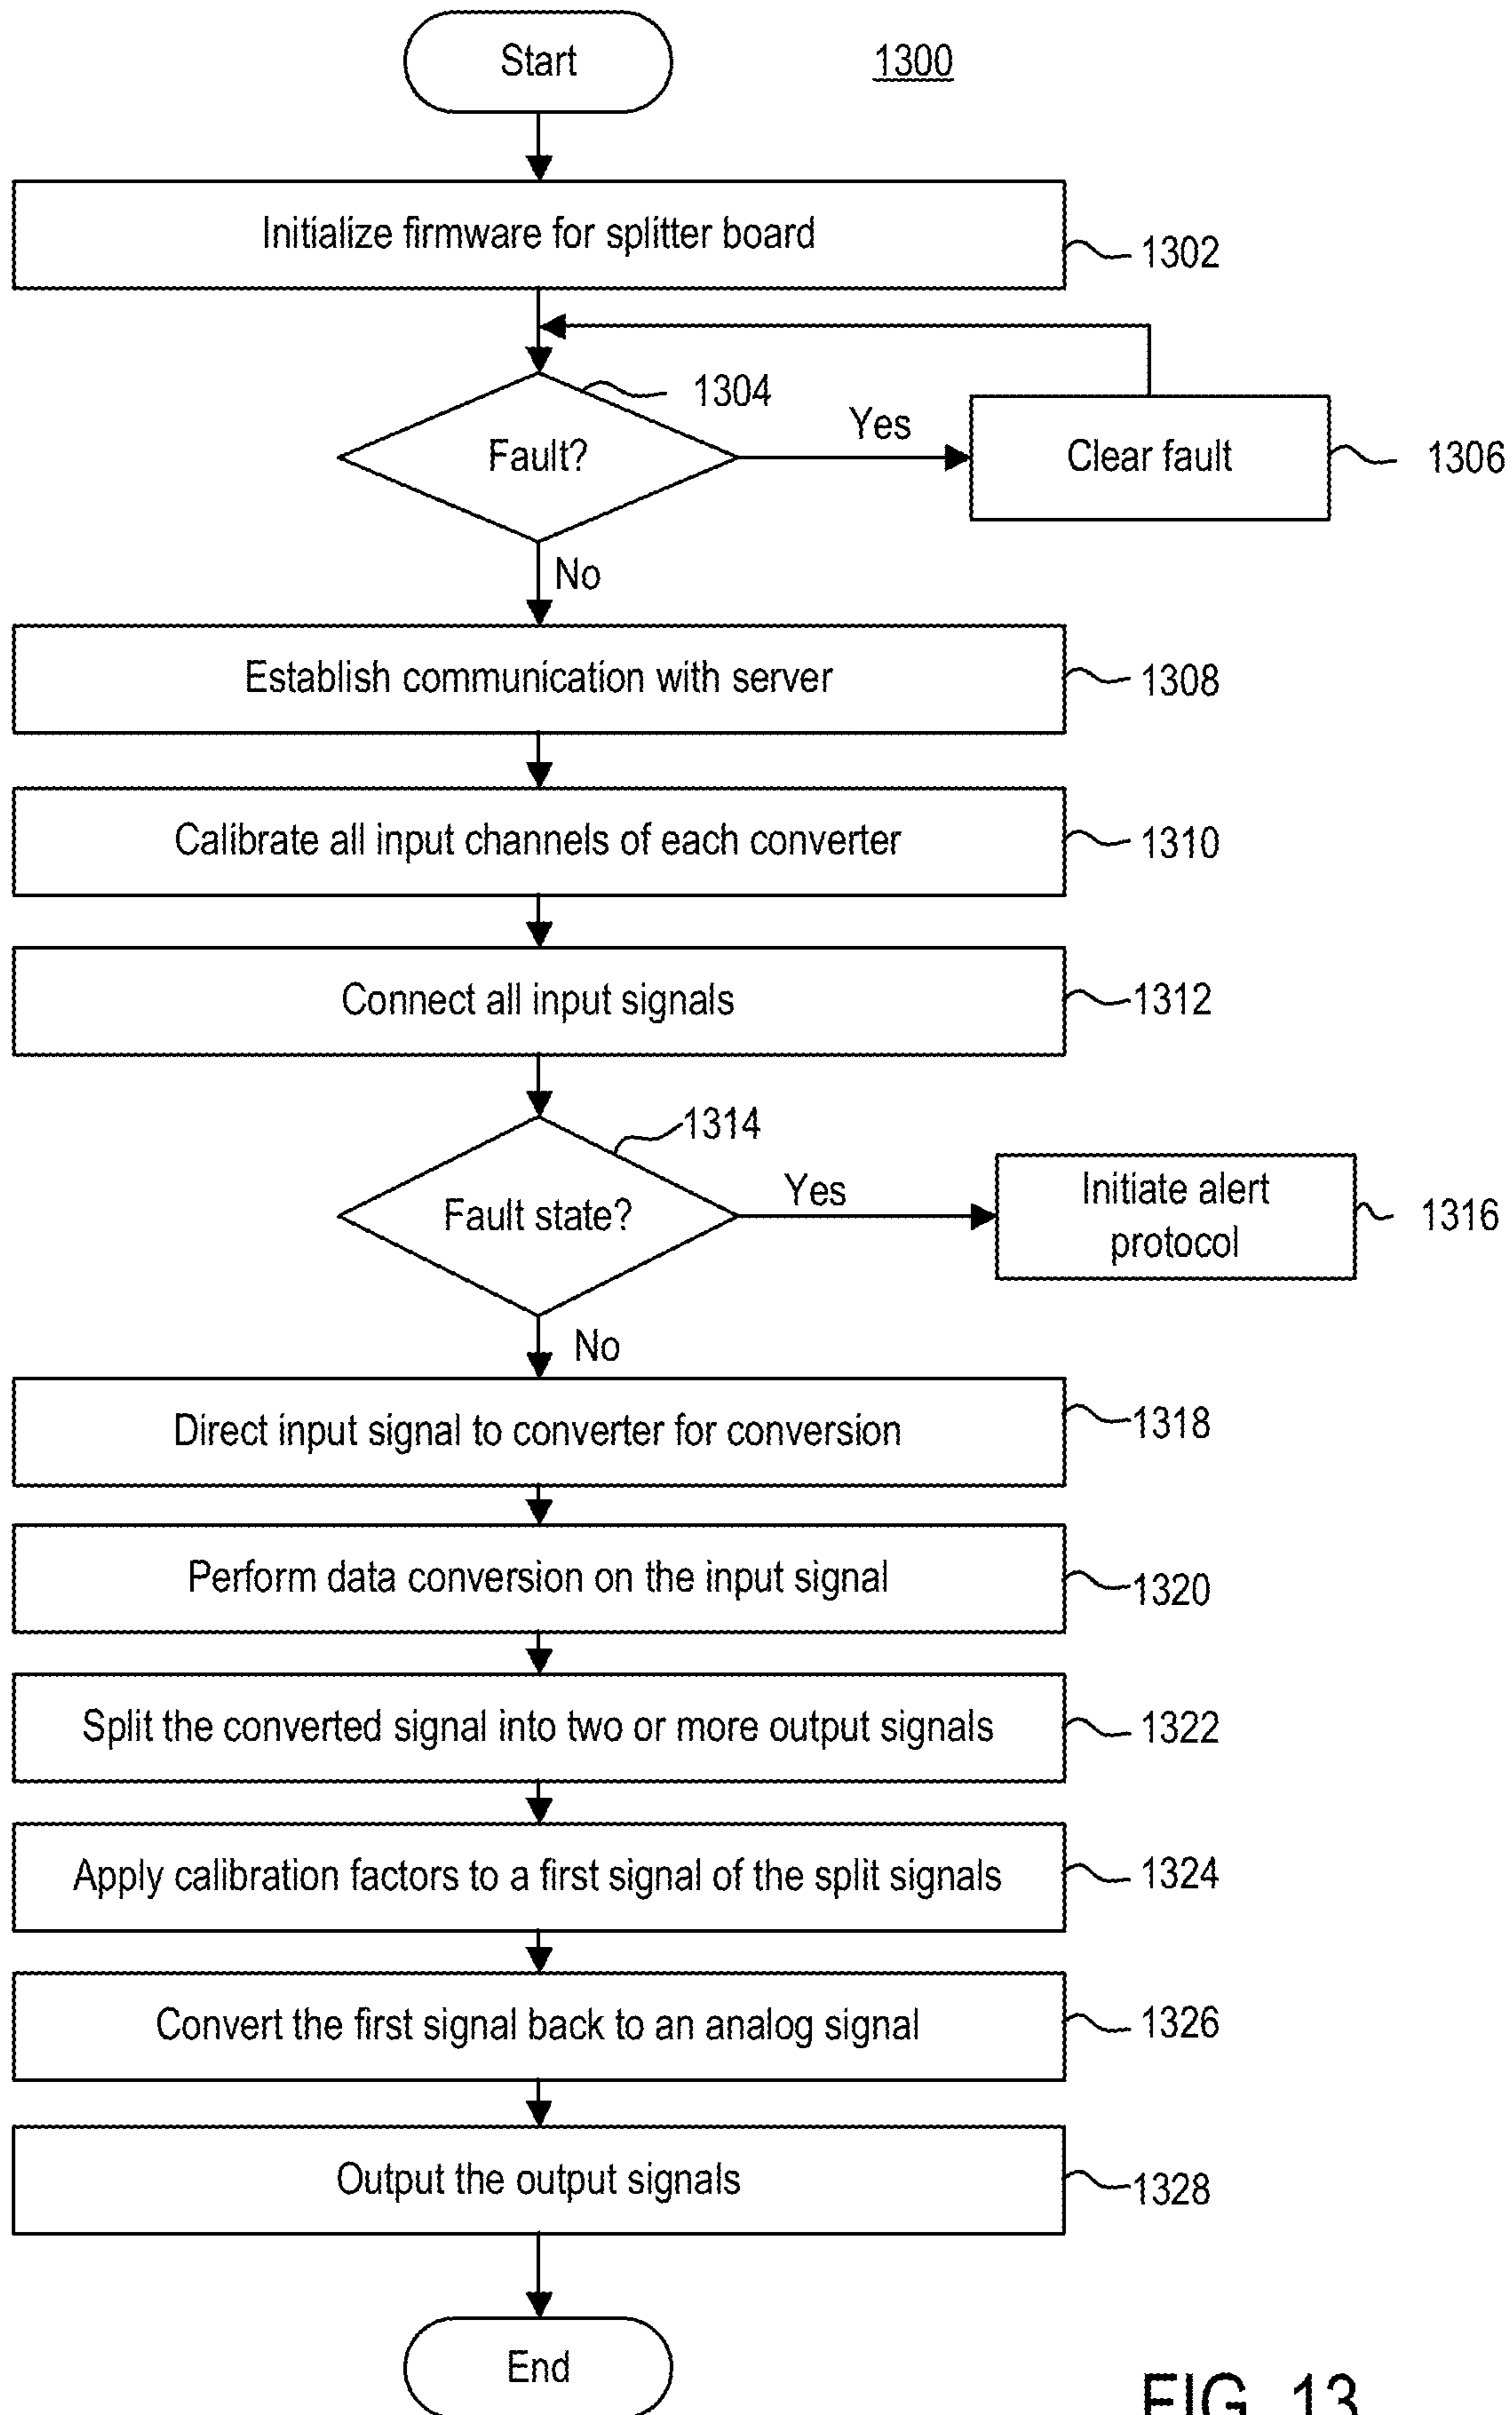 Start
1300
Initialize firmware for splitter board
1302
1304
Fault?
Yes
Clear fault
1306
No
Establish communication with server
1308
Calibrate all input channels of each converter
1310
Connect all input signals
1312
1314
Fault state?
Yes
Initiate alert
protocol
1316
No
Direct input signal to converter for conversion
1318
Perform data conversion on the input signal
1320
Split the converted signal into two or more output signals
1322
Apply calibration factors to a first signal of the split signals
1324
Convert the first signal back to an analog signal
1326
Output the output signals
1328
End
FIG. 13